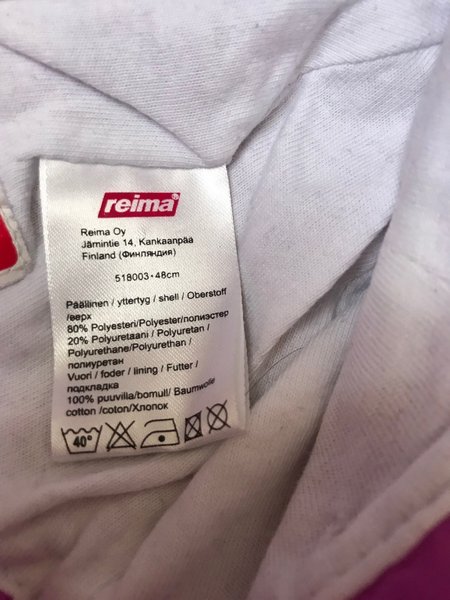 reima®
Reima Oy
Jämintie 14, Kankaanpää
Finland (Финляндия)
518003 • 48cm
Päällinen / yttertyg / shell / Oberstoff
/верх
80% Polyesteri/Polyester/полиэстер
20% Polyuretaani / Polyuretan /
Polyurethane/Polyurethan /
полиуретан
Vuori / foder / lining / Futter /
подкладка
100% puuvilla/bomull/ Baumwolle
cotton /coton/Хлопок
40°